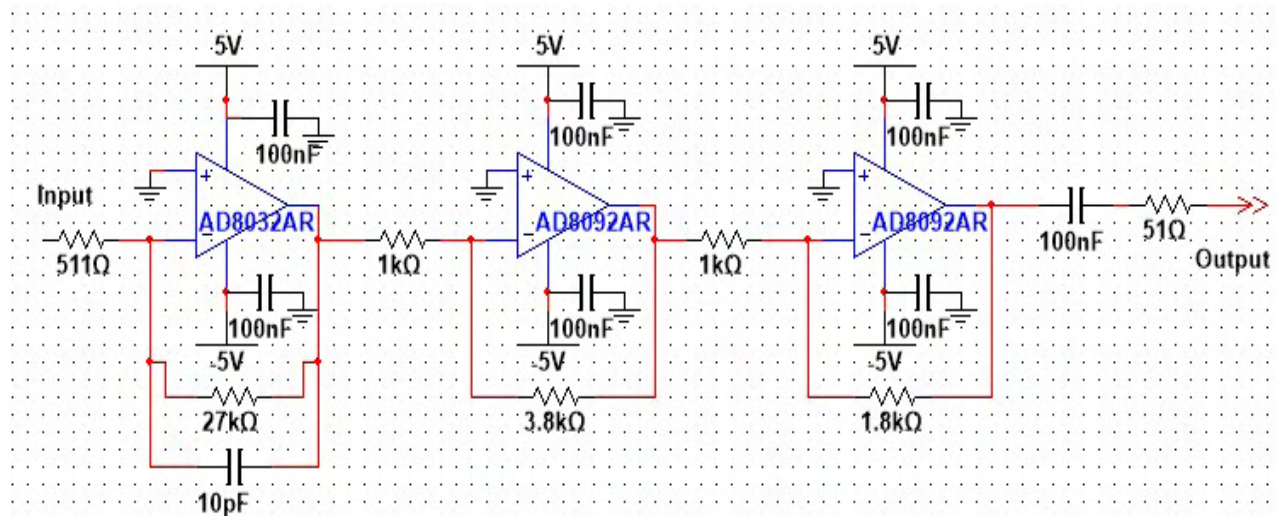 5V
5V
5V
100nF
100nF
100nF
+
+
+
Input
AD8032AR
AD8092AR
AD8092AR
511Ω
1kΩ
1kΩ
100nF
51Ω
Output
100nF
100nF
100nF
-5V
-5V
-5V
27kΩ
3.8kΩ
1.8kΩ
10pF